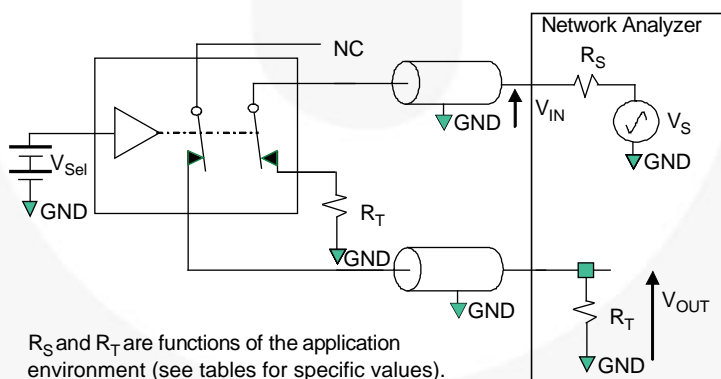 Network Analyzer
NC
R_S
V_IN
V_S
GND
GND
V_Sel
GND
R_T
GND
GND
R_T
V_OUT
GND
R_S and R_T are functions of the application
environment (see tables for specific values).